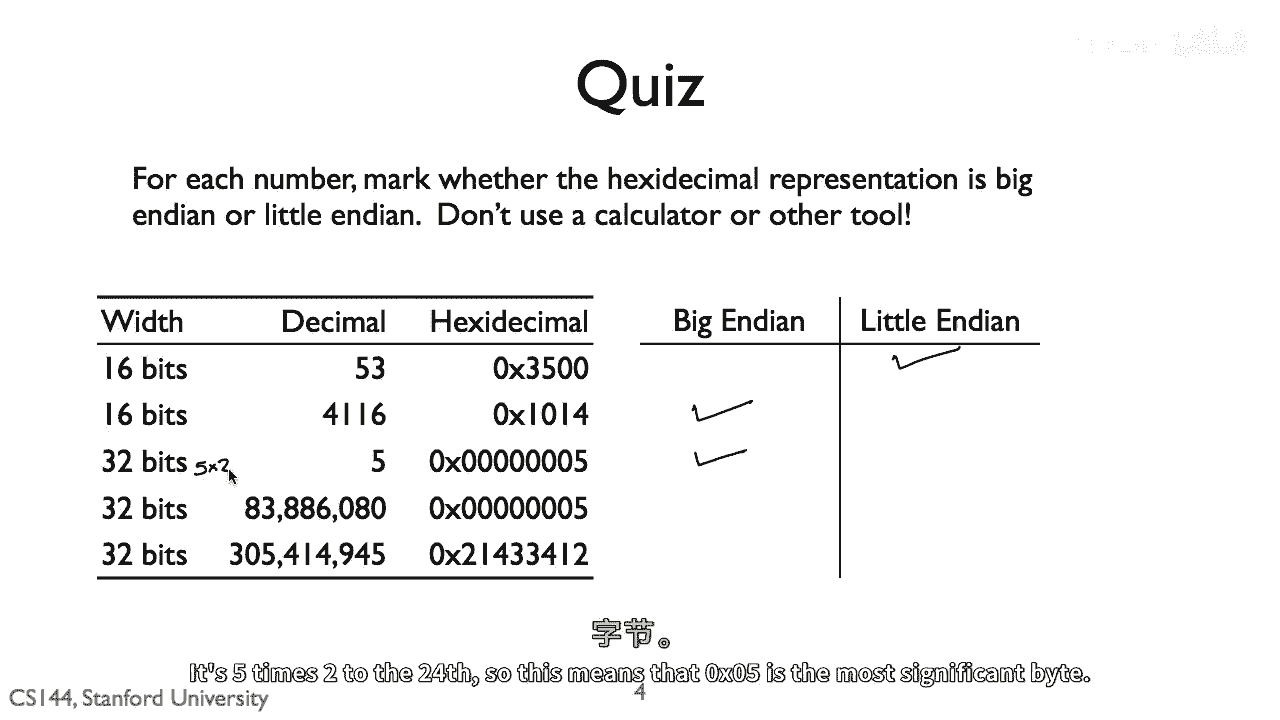 Quiz
For each number, mark whether the hexidecimal representation is big
endian or little endian. Don't use a calculator or other tool!
Width Decimal Hexidecimal Big Endian Little Endian
16 bits 53 0x3500
16 bits 4116 0x1014
32 bits 5x2 5 0x00000005
32 bits 83,886,080 0x00000005
32 bits 305,414,945 0x21433412
字节。
It's 5 times 2 to the 24th, so this means that 0x05 is the most significant byte.
4
CS144, Stanford University